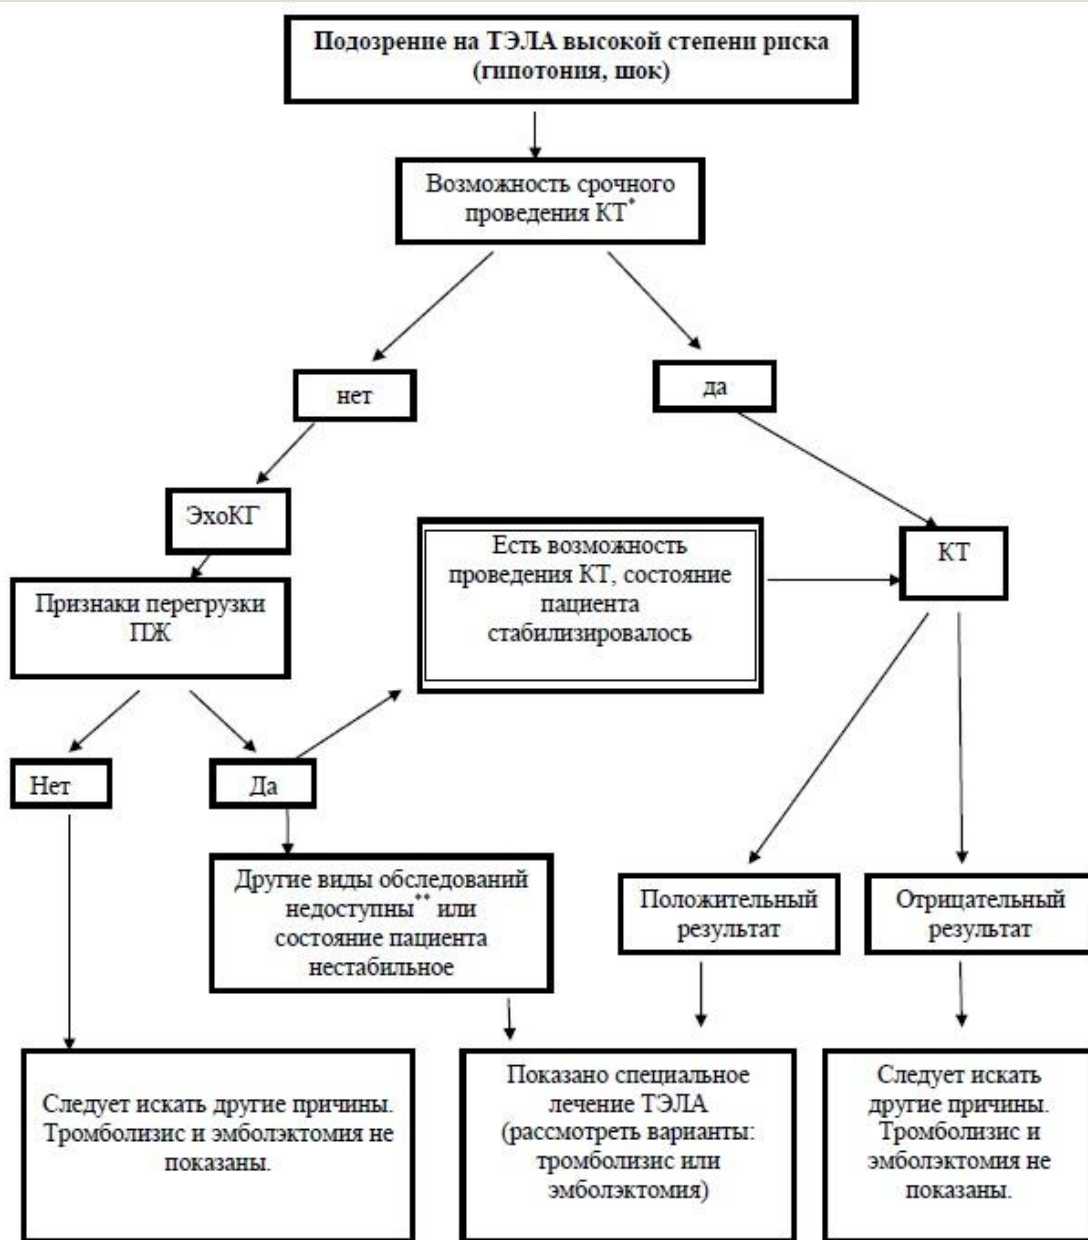 Подозрение на ТЭЛА высокой степени риска
(гипотония, шок)
Возможность срочного
проведения КТ*
нет
да
ЭхоКГ
Есть возможность
проведения КТ, состояние
пациента
стабилизировалось
КТ
Признаки перегрузки
ПЖ
Нет
Да
Другие виды обследований
недоступны** или
состояние пациента
нестабильное
Положительный
результат
Отрицательный
результат
Следует искать другие причины.
Тромболизис и эмболэктомия не
показаны.
Показано специальное
лечение ТЭЛА
(рассмотреть варианты:
тромболизис или
эмболэктомия)
Следует искать
другие причины.
Тромболизис и
эмболэктомия не
показаны.